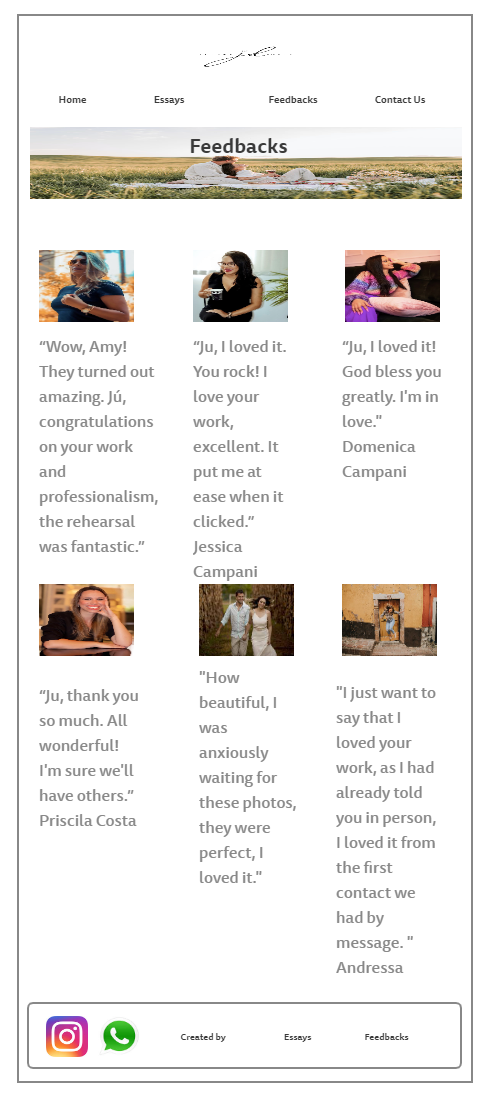 Home Essays Feedbacks Contact Us
Feedbacks
“Wow, Amy!
They turned out
amazing. Jú,
congratulations
on your work
and
professionalism,
the rehearsal
was fantastic.”
“Ju, I loved it.
You rock! I
love your
work,
excellent. It
put me at
ease when it
clicked.”
Jessica
Campani
“Ju, I loved it!
God bless you
greatly. I'm in
love.”
Domenica
Campani
“Ju, thank you
so much. All
wonderful!
I'm sure we'll
have others.”
Priscila Costa
"How
beautiful, I
was
anxiously
waiting for
these photos,
they were
perfect, I
loved it."
"I just want to
say that I
loved your
work, as I had
already told
you in person,
I loved it from
the first
contact we
had by
message. "
Andressa
Created by Essays Feedbacks